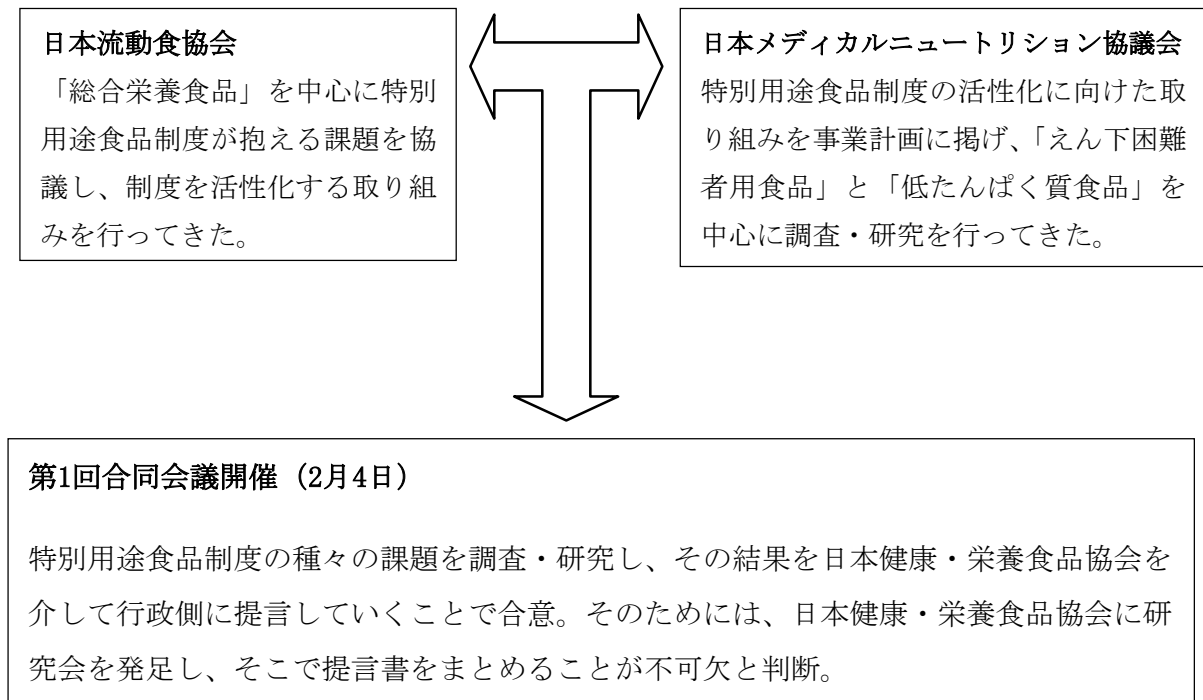 日本流動食協会
「総合栄養食品」を中心に特別
用途食品制度が抱える課題を協
議し、制度を活性化する取り組
みを行ってきた。
日本メディカルニュートリション協議会
特別用途食品制度の活性化に向けた取
り組みを事業計画に掲げ、「えん下困難
者用食品」と「低たんぱく質食品」を
中心に調査・研究を行ってきた。
第1回合同会議開催（2月4日）
特別用途食品制度の種々の課題を調査・研究し、その結果を日本健康・栄養食品協会を
介して行政側に提言していくことで合意。そのためには、日本健康・栄養食品協会に研
究会を発足し、そこで提言書をまとめることが不可欠と判断。